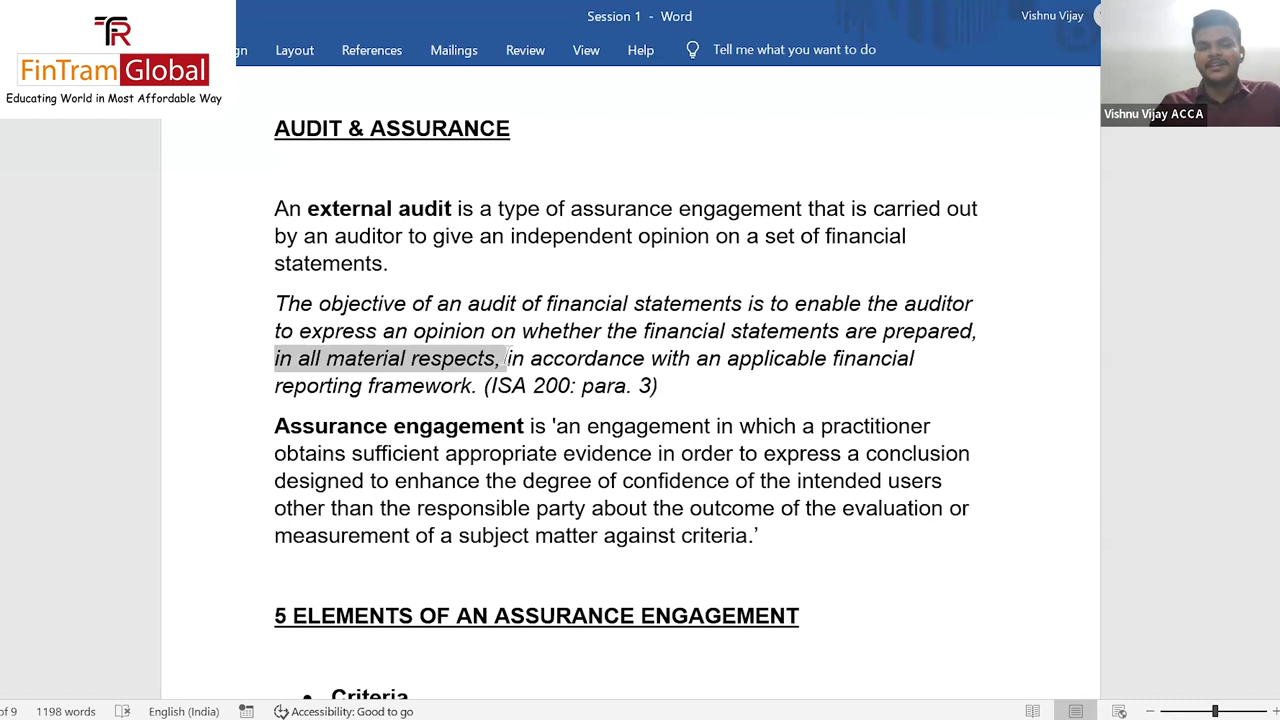 Session 1 - Word
Vishnu Vijay
TR
FinTram Global
Educating World in Most Affordable Way
gn Layout References Mailings Review View Help Tell me what you want to do
Vishnu Vijay ACCA
AUDIT & ASSURANCE
An external audit is a type of assurance engagement that is carried out
by an auditor to give an independent opinion on a set of financial
statements.
The objective of an audit of financial statements is to enable the auditor
to express an opinion on whether the financial statements are prepared,
in all material respects, in accordance with an applicable financial
reporting framework. (ISA 200: para. 3)
Assurance engagement is 'an engagement in which a practitioner
obtains sufficient appropriate evidence in order to express a conclusion
designed to enhance the degree of confidence of the intended users
other than the responsible party about the outcome of the evaluation or
measurement of a subject matter against criteria.’
5 ELEMENTS OF AN ASSURANCE ENGAGEMENT
• Criteria
of 9 1198 words English (India) Accessibility: Good to go